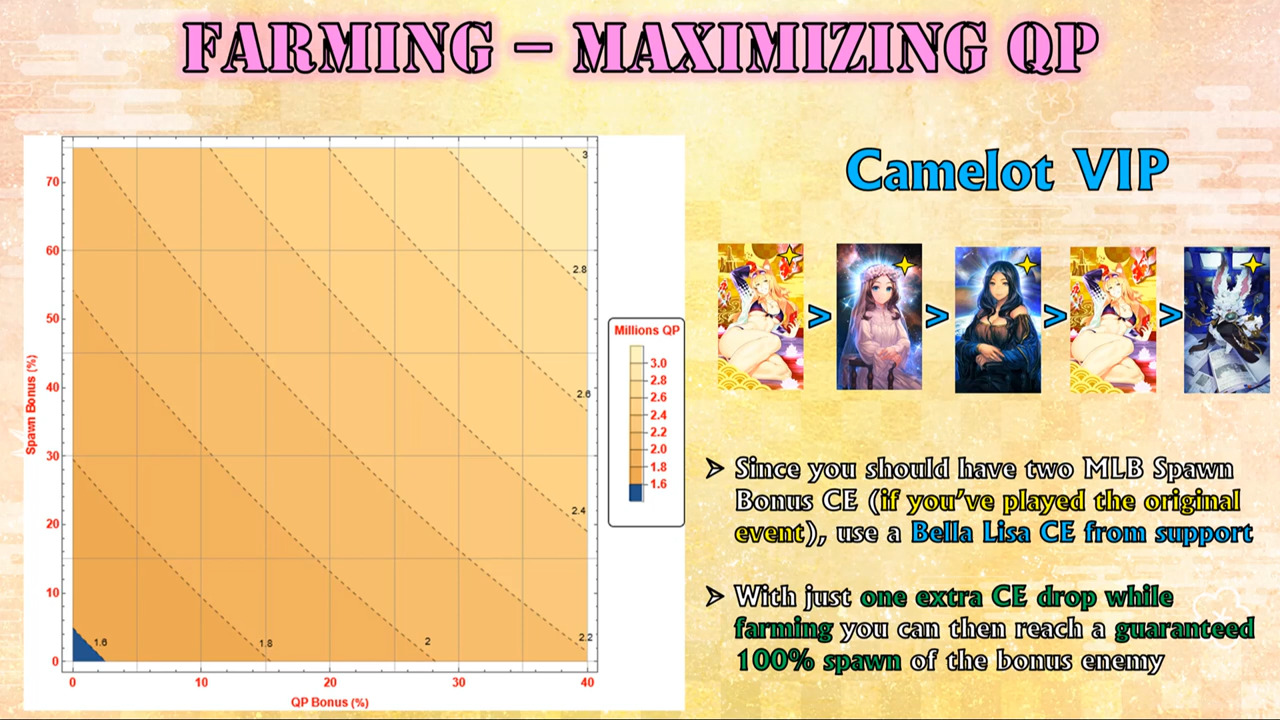 FARMING – MAXIMIZING QP
Camelot VIP
> > > >
➢ Since you should have two MLB Spawn
Bonus CE (if you've played the original
event), use a Bella Lisa CE from support
➢ With just one extra CE drop while
farming you can then reach a guaranteed
100% spawn of the bonus enemy
Spawn Bonus (%)
70
60
50
40
30
20
10
0
0 10 20 30 40
QP Bonus (%)
3
2.8
2.6
2.4
1.6 1.8 2 2.2
Millions QP
3.0
2.8
2.6
2.4
2.2
2.0
1.8
1.6